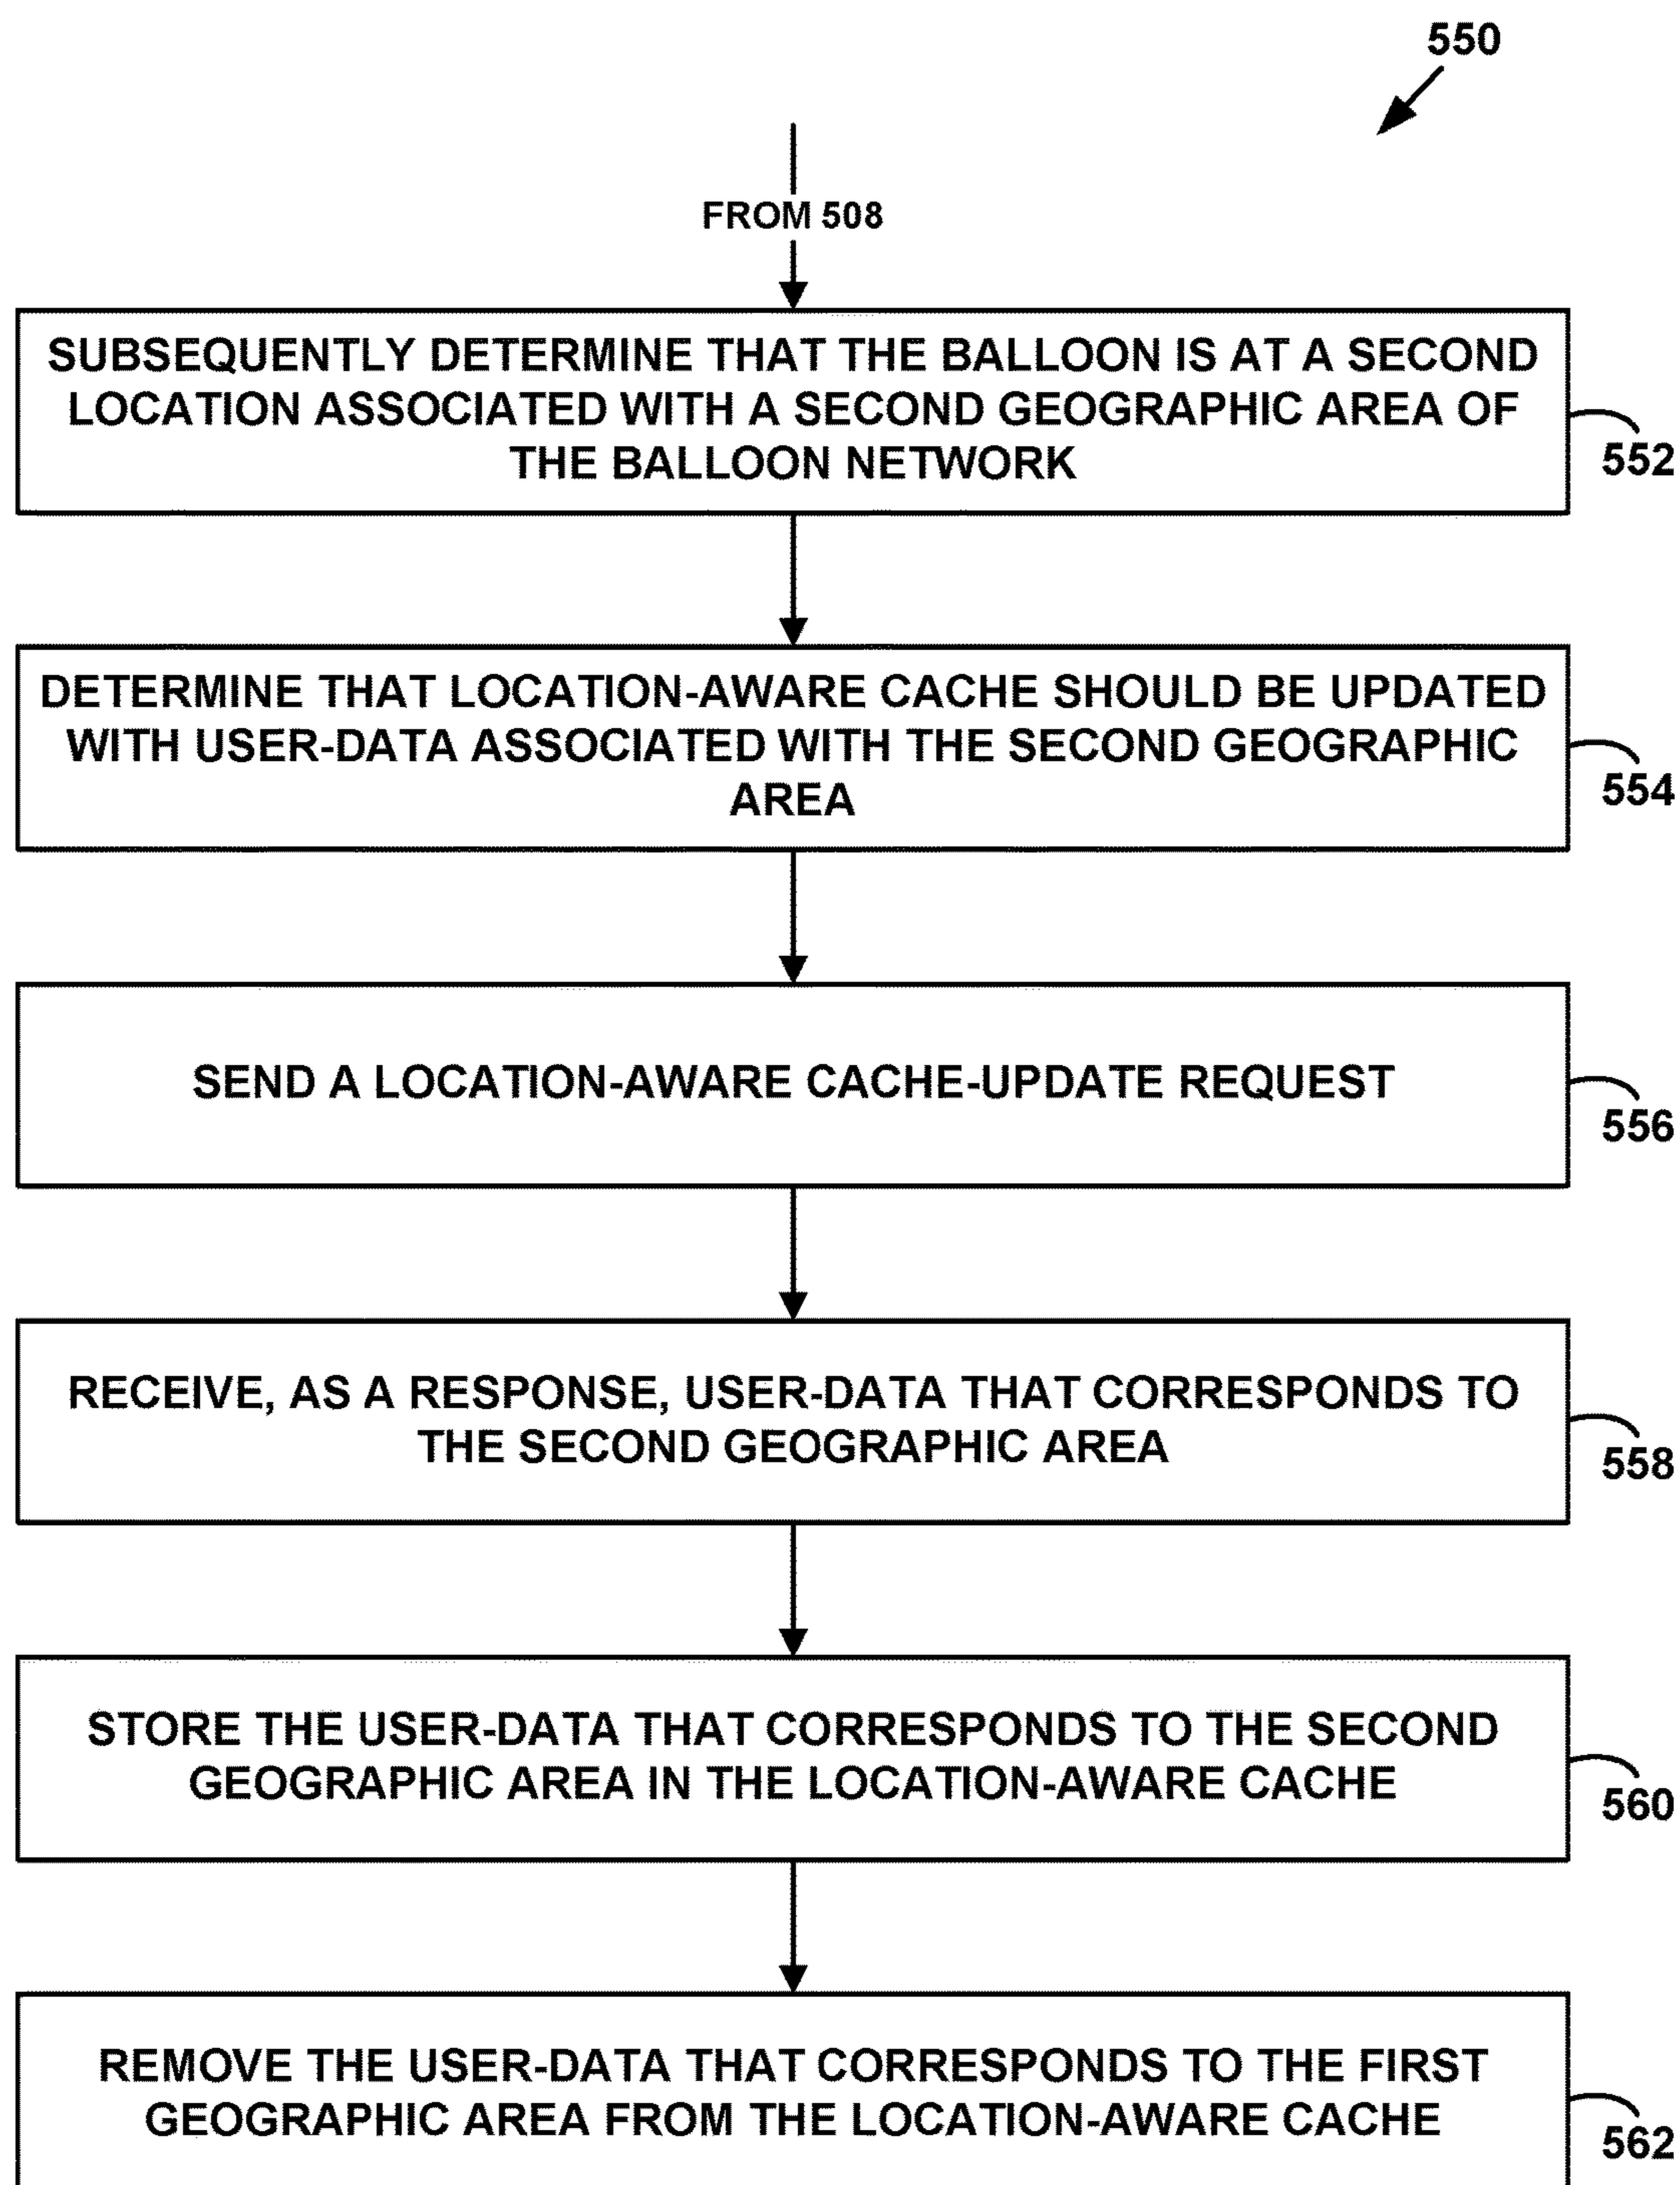 550
FROM 508
SUBSEQUENTLY DETERMINE THAT THE BALLOON IS AT A SECOND
LOCATION ASSOCIATED WITH A SECOND GEOGRAPHIC AREA OF
THE BALLOON NETWORK
552
DETERMINE THAT LOCATION-AWARE CACHE SHOULD BE UPDATED
WITH USER-DATA ASSOCIATED WITH THE SECOND GEOGRAPHIC
AREA
554
SEND A LOCATION-AWARE CACHE-UPDATE REQUEST
556
RECEIVE, AS A RESPONSE, USER-DATA THAT CORRESPONDS TO
THE SECOND GEOGRAPHIC AREA
558
STORE THE USER-DATA THAT CORRESPONDS TO THE SECOND
GEOGRAPHIC AREA IN THE LOCATION-AWARE CACHE
560
REMOVE THE USER-DATA THAT CORRESPONDS TO THE FIRST
GEOGRAPHIC AREA FROM THE LOCATION-AWARE CACHE
562